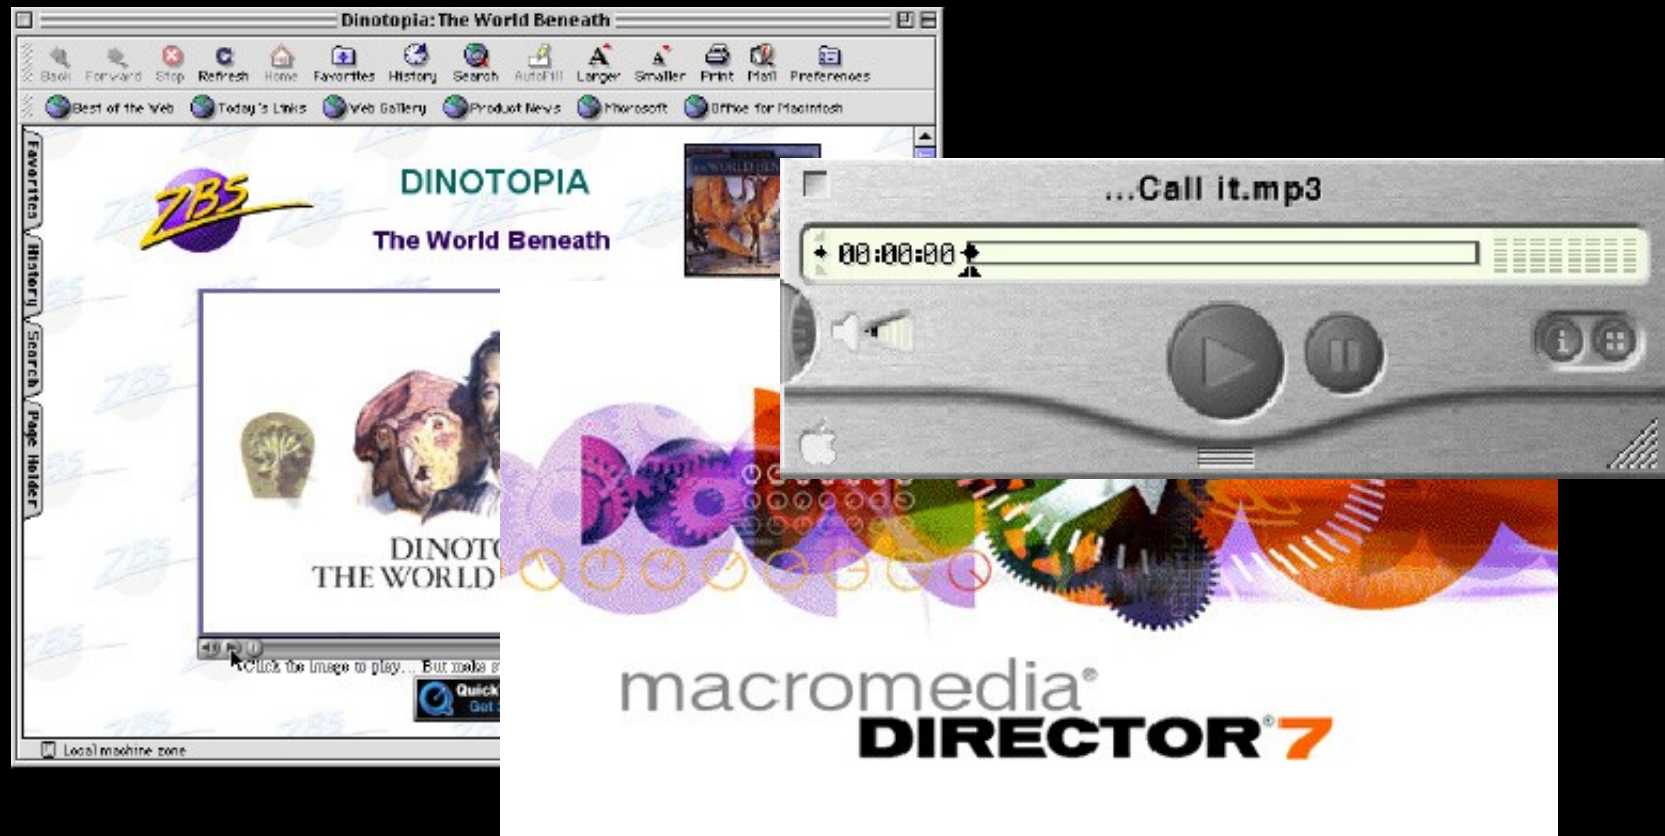 Dinotopia: The World Beneath
Back Forward Stop Refresh Home Favorites History Search AutoFill Larger Smaller Print Mail Preferences
Best of the Web Today's Links Web Gallery Product News Microsoft Office for Macintosh
Favorites
History
Search
Page Holder
ZBS
DINOTOPIA
The World Beneath
DINOTO
THE WORLD
Click the image to play... But make s
Quick
Get
Local machine zone
...Call it.mp3
00:00:00
macromedia®
DIRECTOR®7